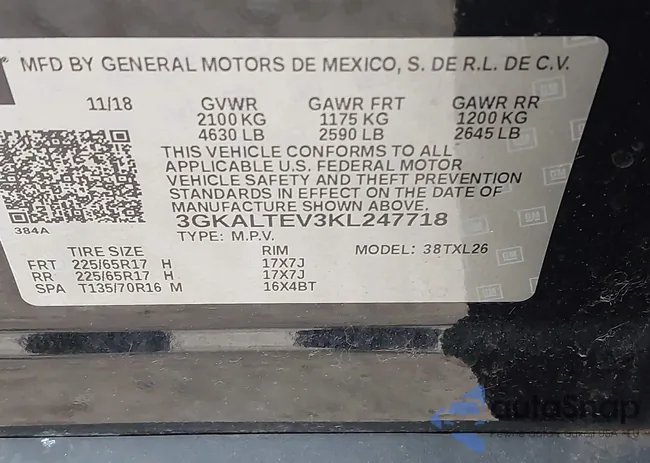 MFD BY GENERAL MOTORS DE MEXICO, S. DE R.L. DE C.V.
11/18 GVWR GAWR FRT GAWR RR
2100 KG 1175 KG 1200 KG
4630 LB 2590 LB 2645 LB
THIS VEHICLE CONFORMS TO ALL
APPLICABLE U.S. FEDERAL MOTOR
VEHICLE SAFETY AND THEFT PREVENTION
STANDARDS IN EFFECT ON THE DATE OF
MANUFACTURE SHOWN ABOVE.
384A
3GKALTEV3KL247718
TYPE: M.P.V. MODEL: 38TXL26
TIRE SIZE RIM
FRT 225/65R17 H 17X7J
RR 225/65R17 H 17X7J
SPA T135/70R16 M 16X4BT
GM
autoSnap